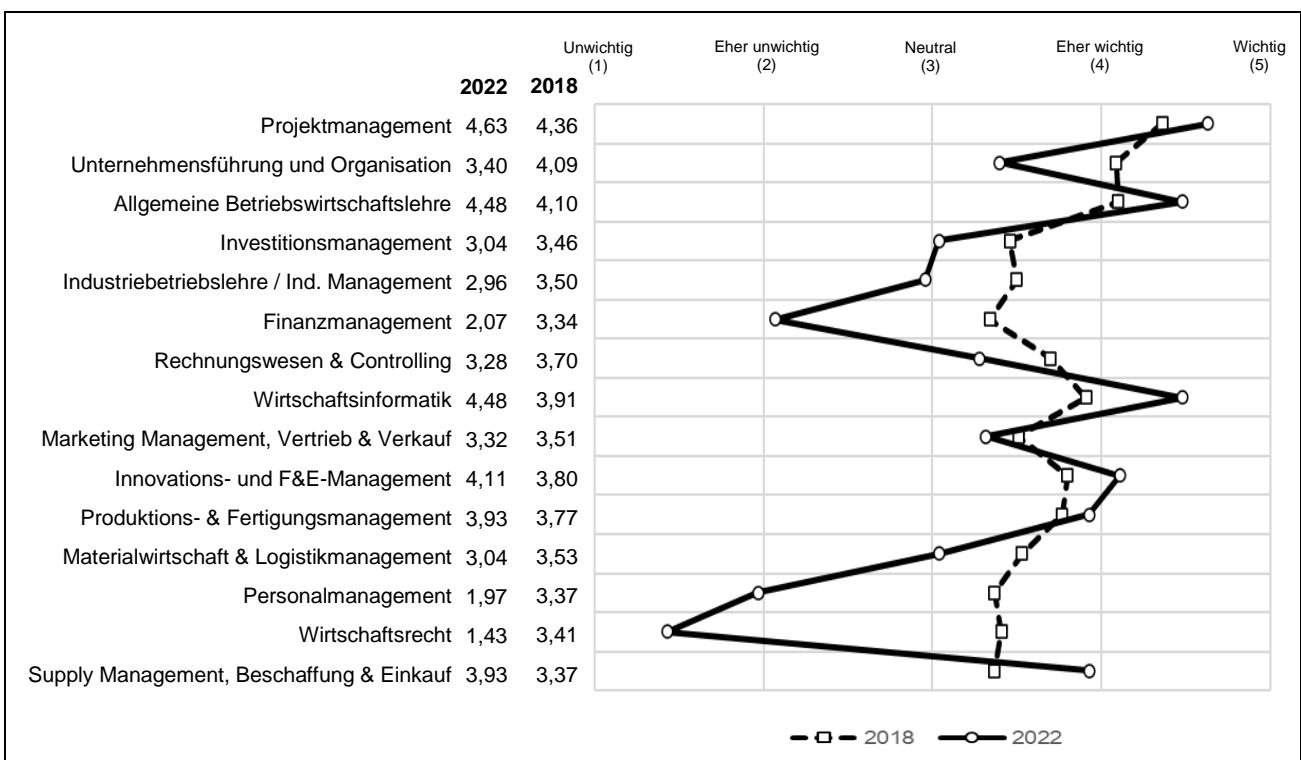 Unwichtig Eher unwichtig Neutral Eher wichtig Wichtig
(1) (2) (3) (4) (5)
2022 2018
Projektmanagement 4,63 4,36
Unternehmensführung und Organisation 3,40 4,09
Allgemeine Betriebswirtschaftslehre 4,48 4,10
Investitionsmanagement 3,04 3,46
Industriebetriebslehre / Ind. Management 2,96 3,50
Finanzmanagement 2,07 3,34
Rechnungswesen & Controlling 3,28 3,70
Wirtschaftsinformatik 4,48 3,91
Marketing Management, Vertrieb & Verkauf 3,32 3,51
Innovations- und F&E-Management 4,11 3,80
Produktions- & Fertigungsmanagement 3,93 3,77
Materialwirtschaft & Logistikmanagement 3,04 3,53
Personalmanagement 1,97 3,37
Wirtschaftsrecht 1,43 3,41
Supply Management, Beschaffung & Einkauf 3,93 3,37
2018 2022